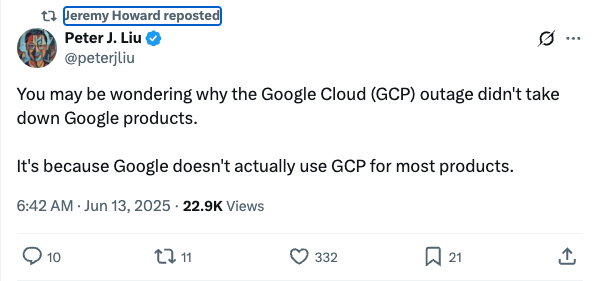 Jeremy Howard reposted
Peter J. Liu
@peterjliu
You may be wondering why the Google Cloud (GCP) outage didn't take
down Google products.
It's because Google doesn't actually use GCP for most products.
6:42 AM · Jun 13, 2025 · 22.9K Views
10 11 332 21